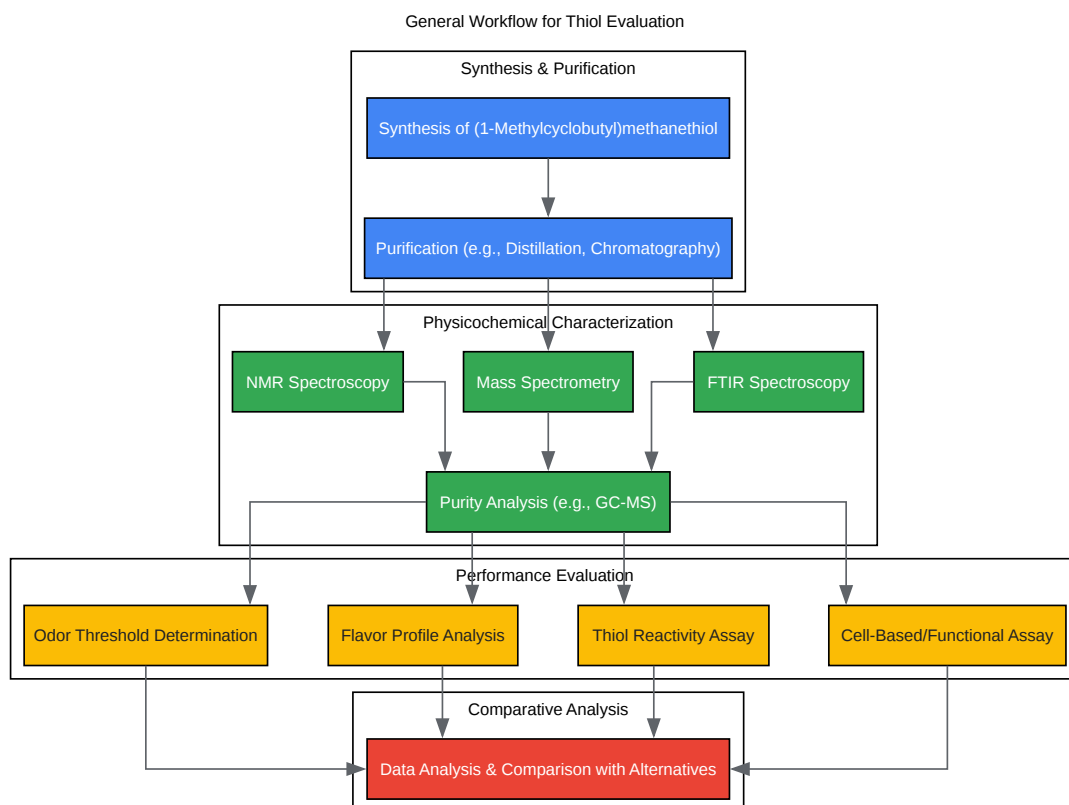 General Workflow for Thiol Evaluation
Synthesis & Purification
Synthesis of (1-Methylcyclobutyl)methanethiol
Purification (e.g., Distillation, Chromatography)
Physicochemical Characterization
NMR Spectroscopy
Mass Spectrometry
FTIR Spectroscopy
Purity Analysis (e.g., GC-MS)
Performance Evaluation
Odor Threshold Determination
Flavor Profile Analysis
Thiol Reactivity Assay
Cell-Based/Functional Assay
Comparative Analysis
Data Analysis & Comparison with Alternatives